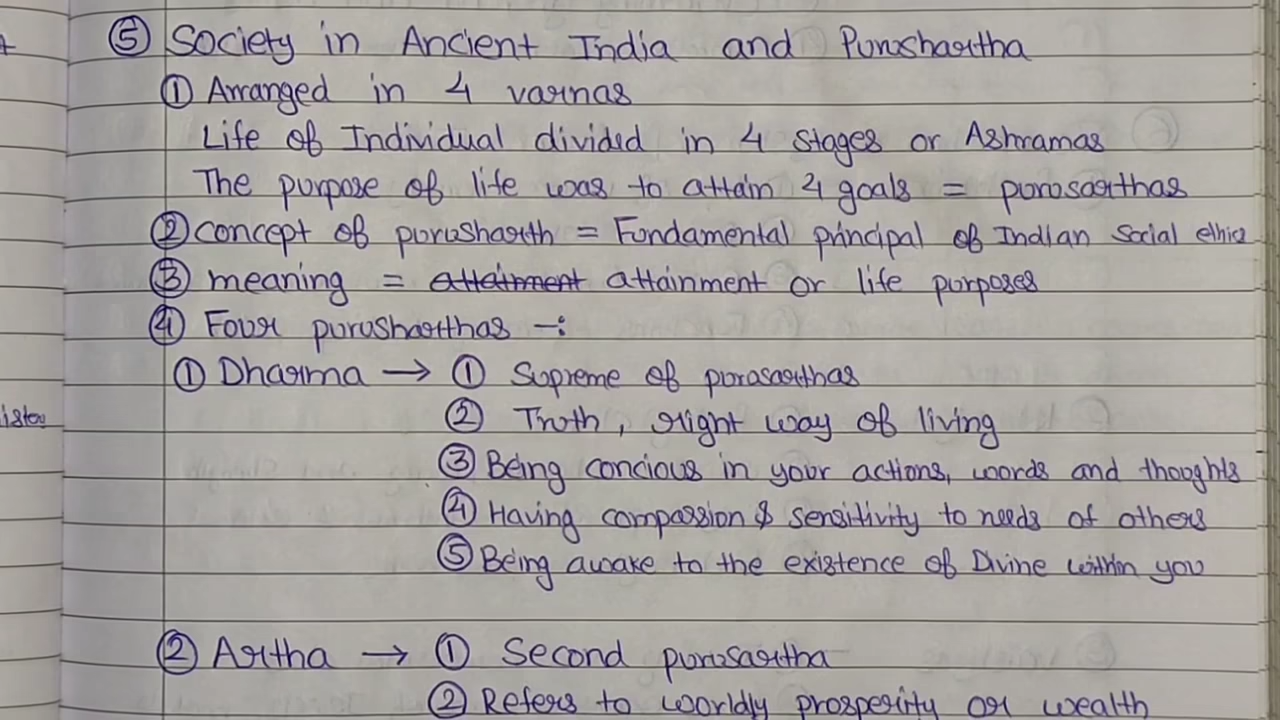 ⑤ Society in Ancient India and Purushartha
① Arranged in 4 varnas
Life of Individual divided in 4 stages or Ashramas
The purpose of life was to attain 4 goals = purusarthas
② concept of purusharth = Fundamental principal of Indian Social ethics
③ meaning = attainment attainment or life purposes
④ Four purusharthas -:
① Dharma → ① Supreme of purasarthas
② Truth, right way of living
③ Being concious in your actions, words and thoughts
④ Having compassion & sensitivity to needs of others
⑤ Being awake to the existence of Divine within you
② Artha → ① Second purusartha
② Refers to worldly prosperity or wealth